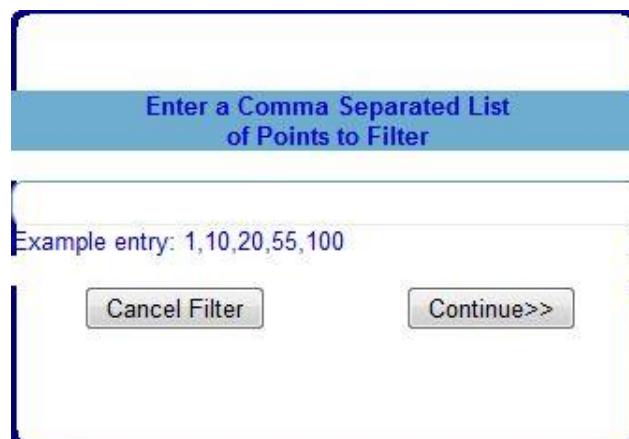 Enter a Comma Separated List
of Points to Filter
Example entry: 1,10,20,55,100
Cancel Filter
Continue>>